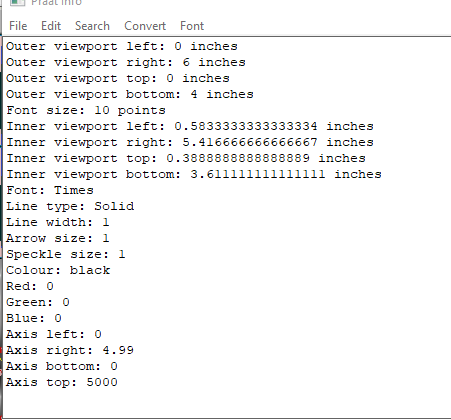 Praat Info
File Edit Search Convert Font
Outer viewport left: 0 inches
Outer viewport right: 6 inches
Outer viewport top: 0 inches
Outer viewport bottom: 4 inches
Font size: 10 points
Inner viewport left: 0.5833333333333334 inches
Inner viewport right: 5.416666666666667 inches
Inner viewport top: 0.3888888888888889 inches
Inner viewport bottom: 3.611111111111111 inches
Font: Times
Line type: Solid
Line width: 1
Arrow size: 1
Speckle size: 1
Colour: black
Red: 0
Green: 0
Blue: 0
Axis left: 0
Axis right: 4.99
Axis bottom: 0
Axis top: 5000